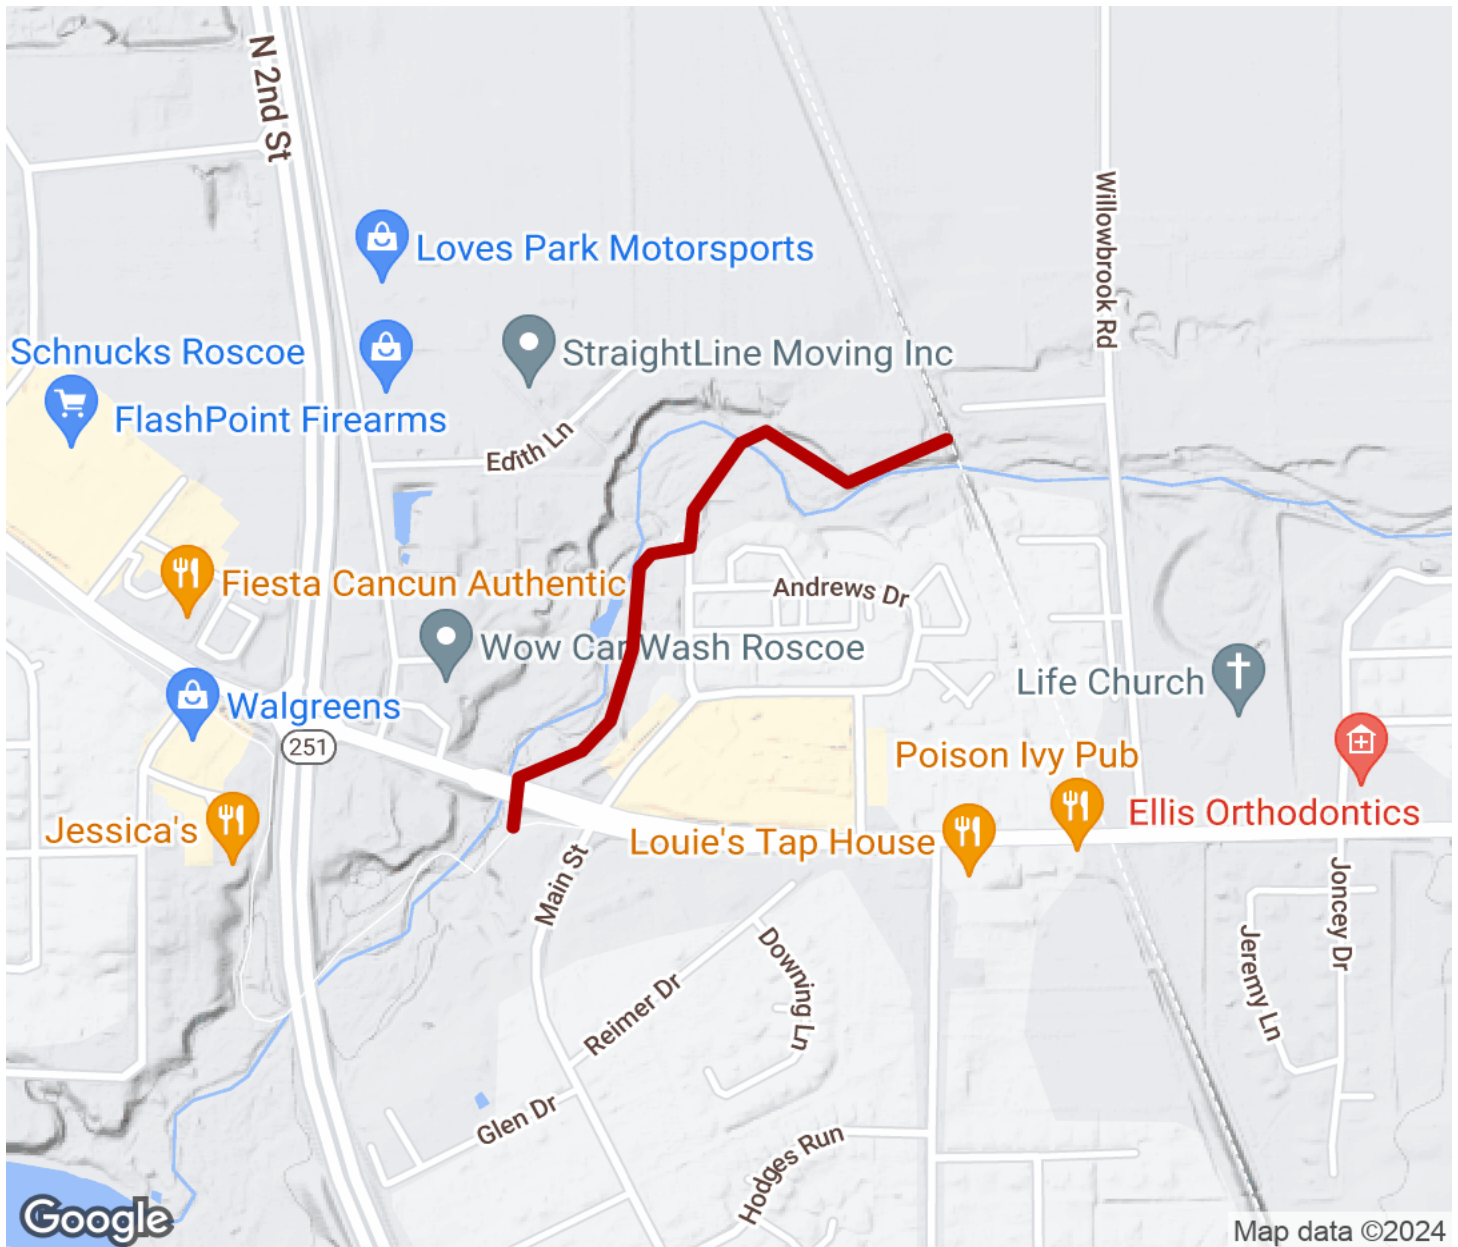 N 2nd St
Willowbrook Rd
Loves Park Motorsports
Schnucks Roscoe
StraightLine Moving Inc
FlashPoint Firearms
Edith Ln
Fiesta Cancun Authentic
Andrews Dr
Wow Car Wash Roscoe
Life Church
Walgreens
251
Poison Ivy Pub
Ellis Orthodontics
Jessica's
Louie's Tap House
Main St
Joncey Dr
Downing Ln
Jeremy Ln
Reimer Dr
Glen Dr
Hodges Run
Google
Map data ©2024